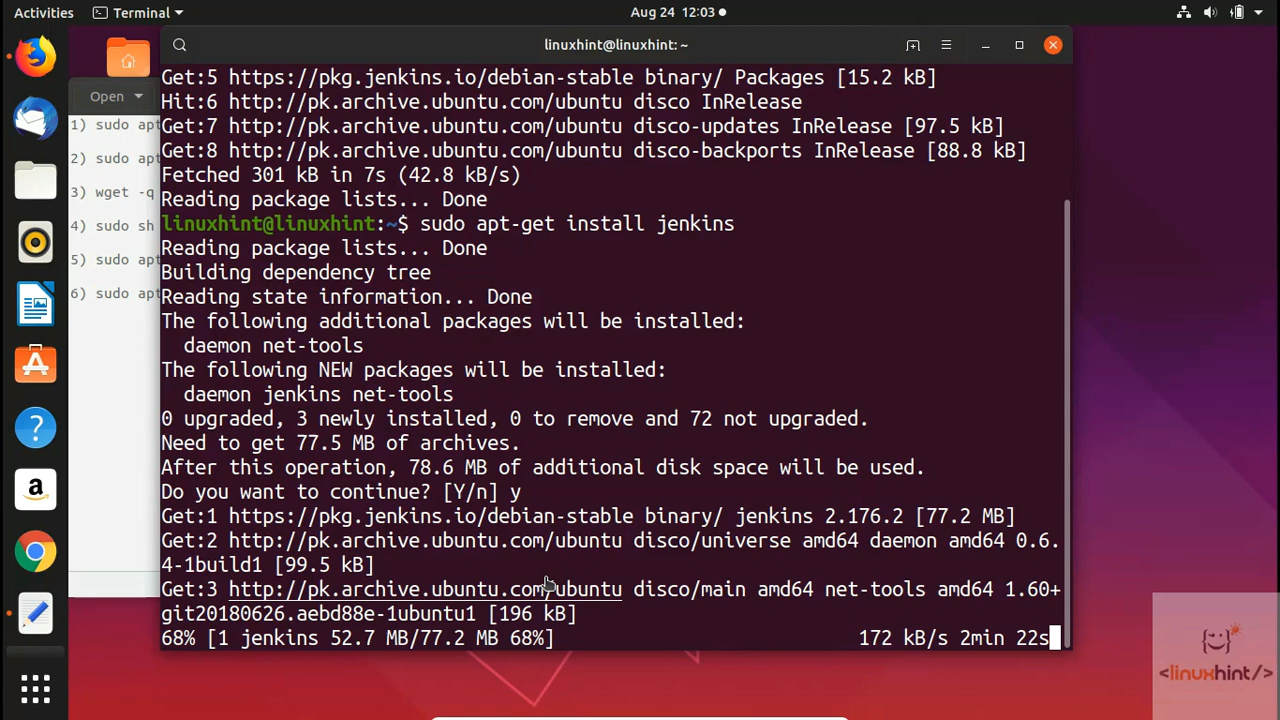 Activities
Terminal
Aug 24 12:03
linuxhint@linuxhint: ~
Open
1) sudo apt
2) sudo apt
3) wget -q
4) sudo sh
5) sudo apt
6) sudo apt
Get:5 https://pkg.jenkins.io/debian-stable binary/ Packages [15.2 kB]
Hit:6 http://pk.archive.ubuntu.com/ubuntu disco InRelease
Get:7 http://pk.archive.ubuntu.com/ubuntu disco-updates InRelease [97.5 kB]
Get:8 http://pk.archive.ubuntu.com/ubuntu disco-backports InRelease [88.8 kB]
Fetched 301 kB in 7s (42.8 kB/s)
Reading package lists... Done
linuxhint@linuxhint:~$ sudo apt-get install jenkins
Reading package lists... Done
Building dependency tree
Reading state information... Done
The following additional packages will be installed:
daemon net-tools
The following NEW packages will be installed:
daemon jenkins net-tools
0 upgraded, 3 newly installed, 0 to remove and 72 not upgraded.
Need to get 77.5 MB of archives.
After this operation, 78.6 MB of additional disk space will be used.
Do you want to continue? [Y/n] y
Get:1 https://pkg.jenkins.io/debian-stable binary/ jenkins 2.176.2 [77.2 MB]
Get:2 http://pk.archive.ubuntu.com/ubuntu disco/universe amd64 daemon amd64 0.6.
4-1build1 [99.5 kB]
Get:3 http://pk.archive.ubuntu.com/ubuntu disco/main amd64 net-tools amd64 1.60+
git20180626.aebd88e-1ubuntu1 [196 kB]
68% [1 jenkins 52.7 MB/77.2 MB 68%] 172 kB/s 2min 22s
<linuxhint/>